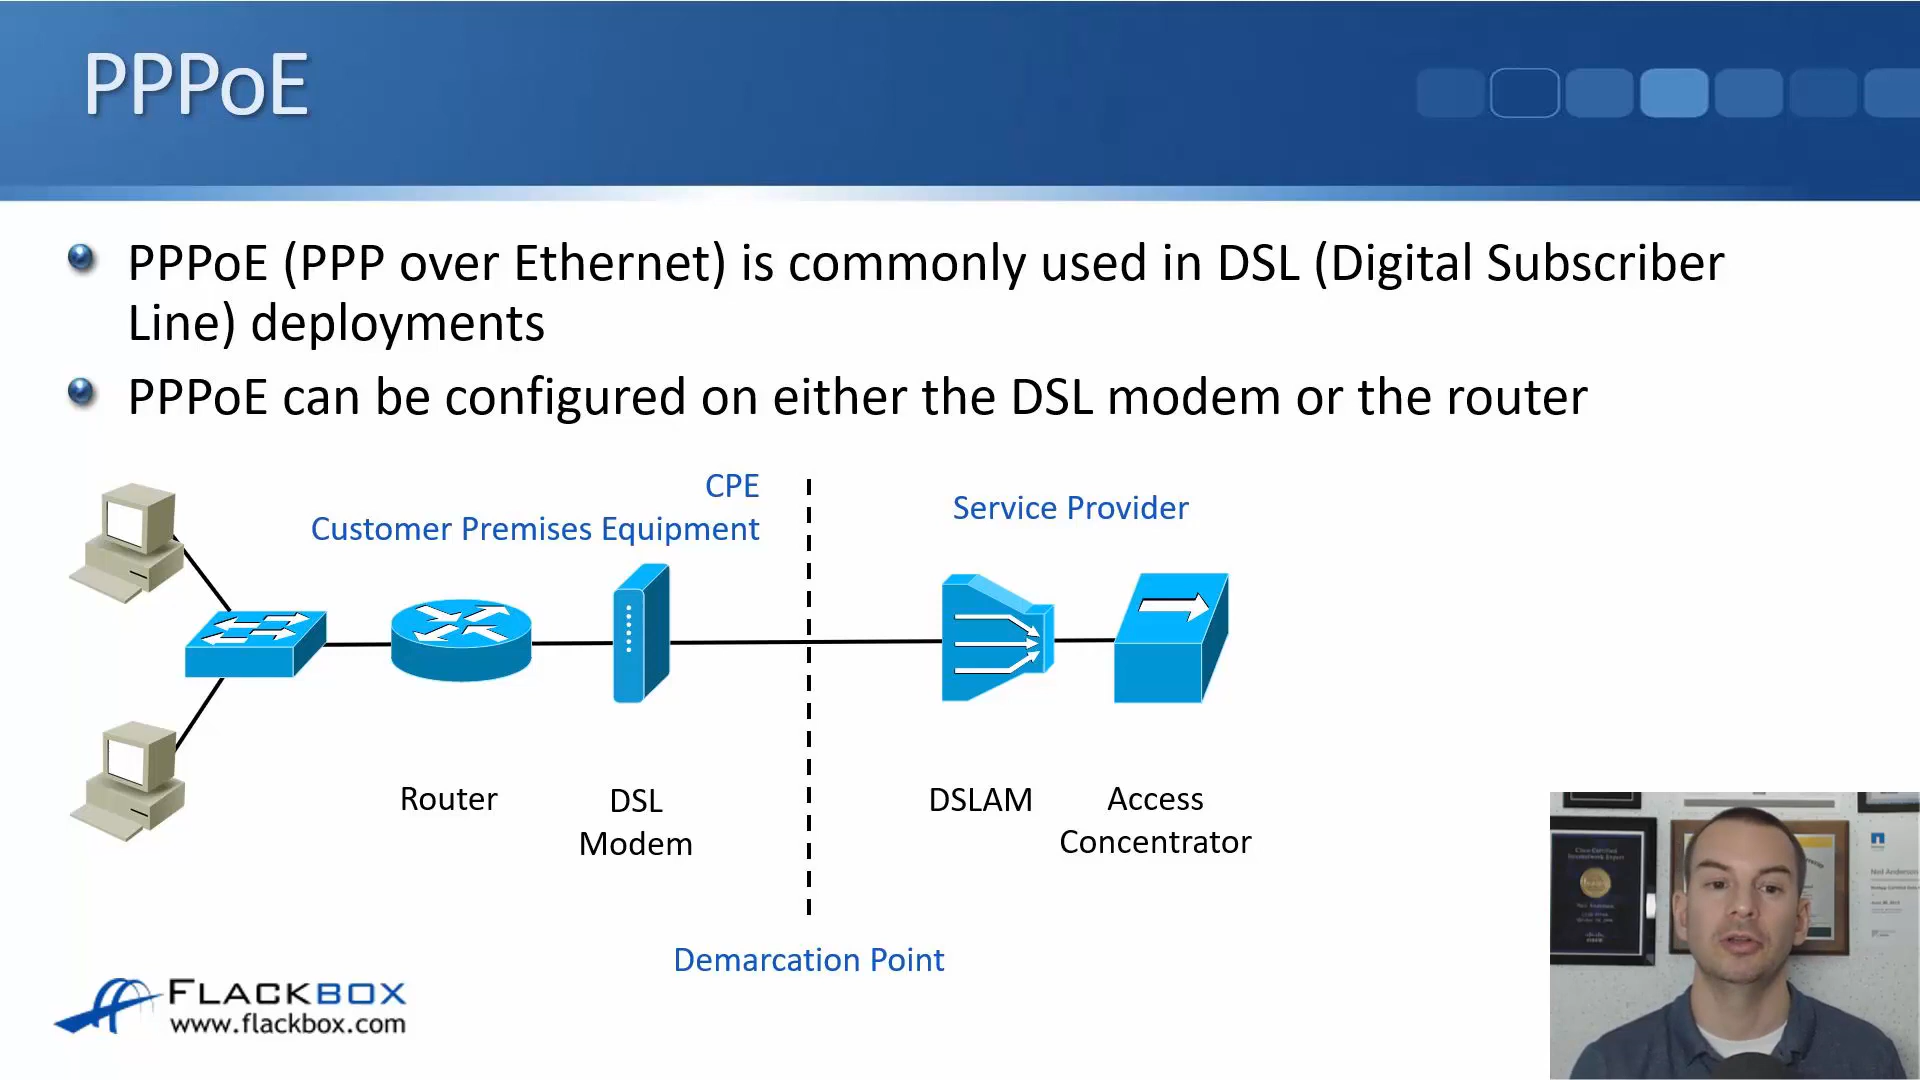 PPPoE
PPPoE (PPP over Ethernet) is commonly used in DSL (Digital Subscriber
Line) deployments
PPPoE can be configured on either the DSL modem or the router
CPE
Customer Premises Equipment
Service Provider
Router
DSL
Modem
DSLAM
Access
Concentrator
Demarcation Point
FLACKBOX
www.flackbox.com
Neil Anderson